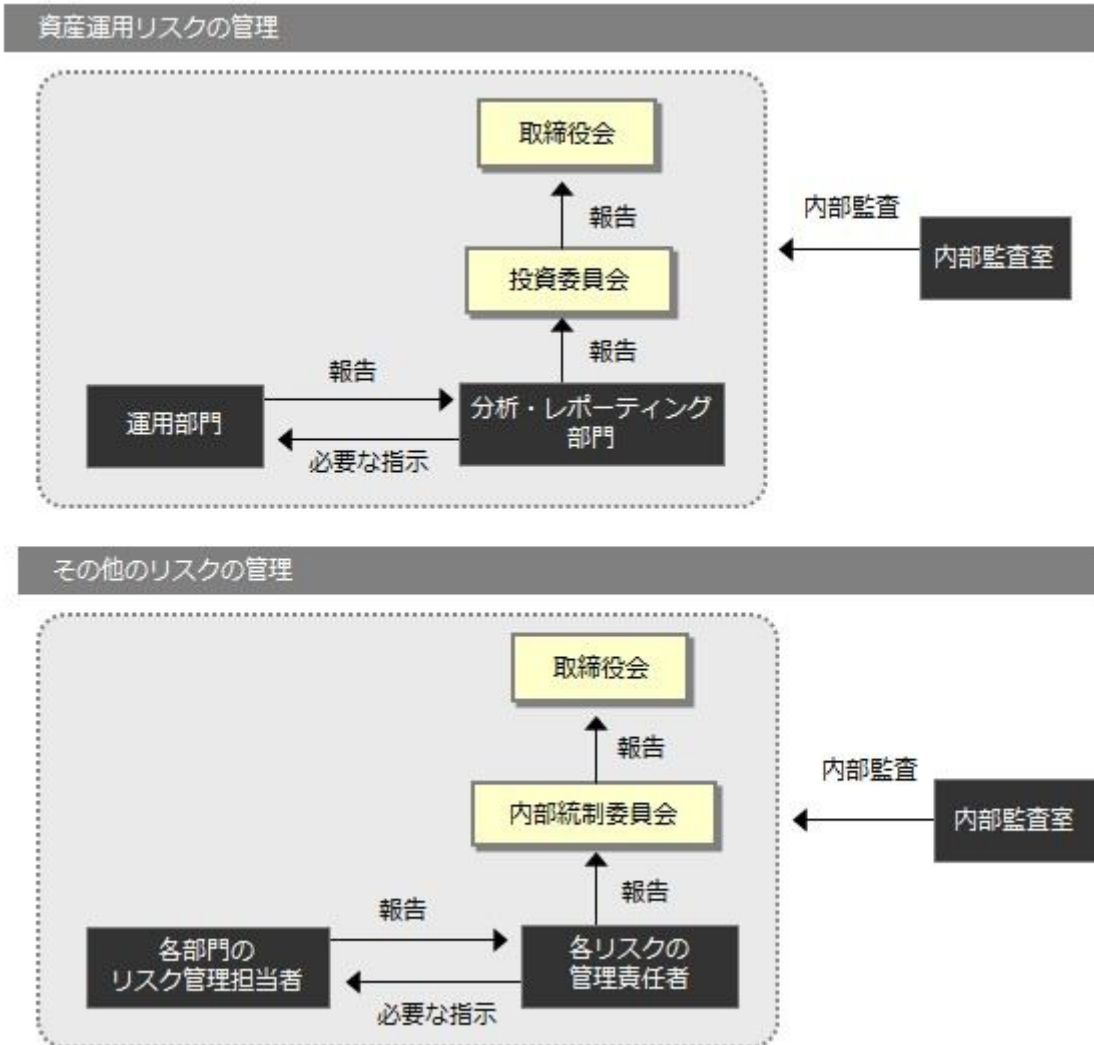 資産運用リスクの管理
取締役会
報告
投資委員会
報告
内部監査
内部監査室
報告
運用部門
分析・レポーティング
部門
必要な指示
その他のリスクの管理
取締役会
報告
内部統制委員会
報告
内部監査
内部監査室
報告
各部門の
リスク管理担当者
各リスクの
管理責任者
必要な指示